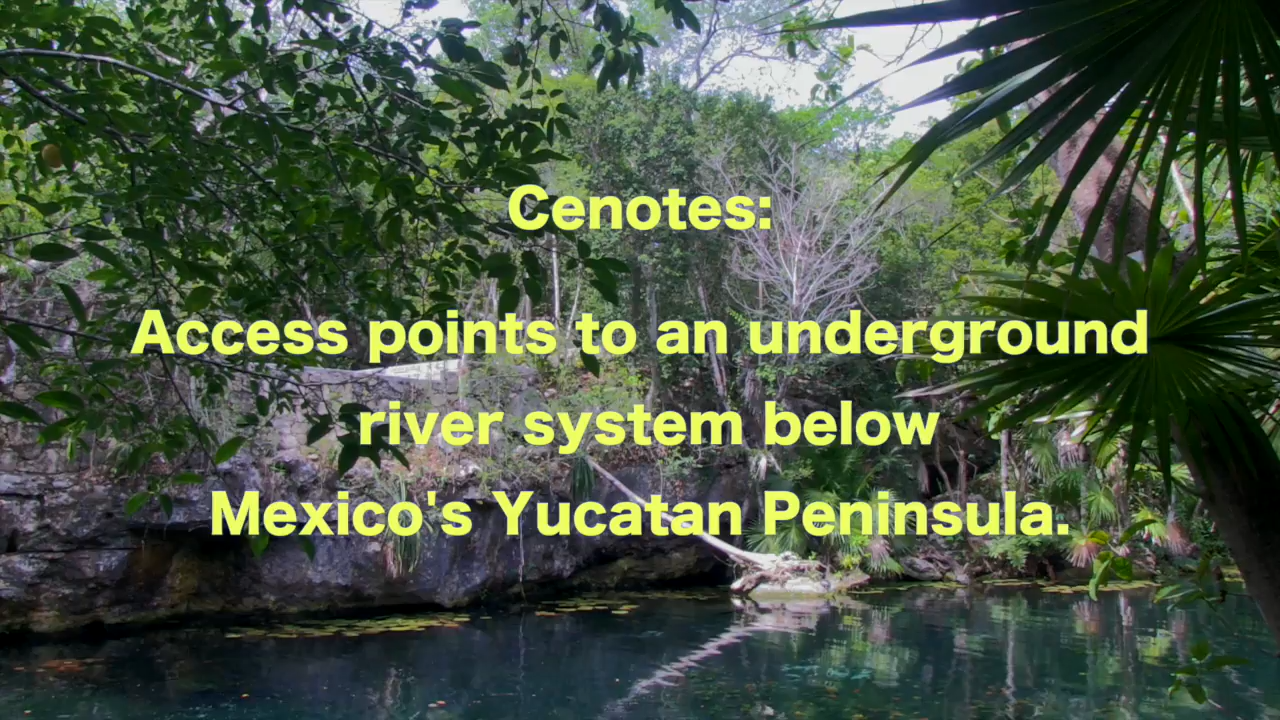 Cenotes:
Access points to an underground
river system below
Mexico's Yucatan Peninsula.